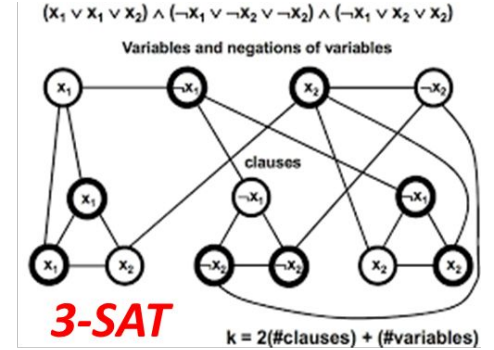 (x₁ ∨ x₁ ∨ x₂) ∧ (¬x₁ ∨ ¬x₂ ∨ ¬x₂) ∧ (¬x₁ ∨ x₂ ∨ x₂)
Variables and negations of variables
x₁ ¬x₁ x₂ ¬x₂
clauses
x₁ ¬x₁ ¬x₁
x₁ x₂ ¬x₂ ¬x₂ x₂ x₂
3-SAT
k = 2(#clauses) + (#variables)